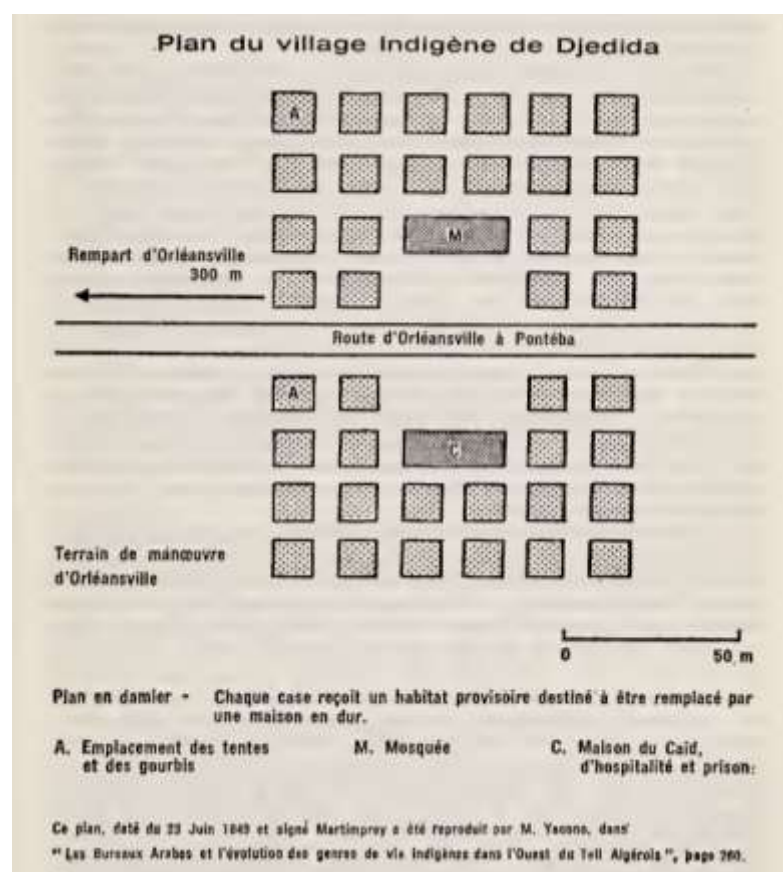 Plan du village Indigène de Djedida
A
M
Rempart d'Orléansville
300 m
Route d'Orléansville à Pontéba
A
C
Terrain de manœuvre
d'Orléansville
0 50 m
Plan en damier - Chaque case reçoit un habitat provisoire destiné à être remplacé par
une maison en dur.
A. Emplacement des tentes
et des gourbis
M. Mosquée
C. Maison du Caïd,
d'hospitalité et prison:
Ce plan, daté du 23 Juin 1849 et signé Martimprey a été reproduit par M. Yacono, dans
" Les Bureaux Arabes et l'évolution des genres de vie indigènes dans l'Ouest du Tell Algérois ", page 260.